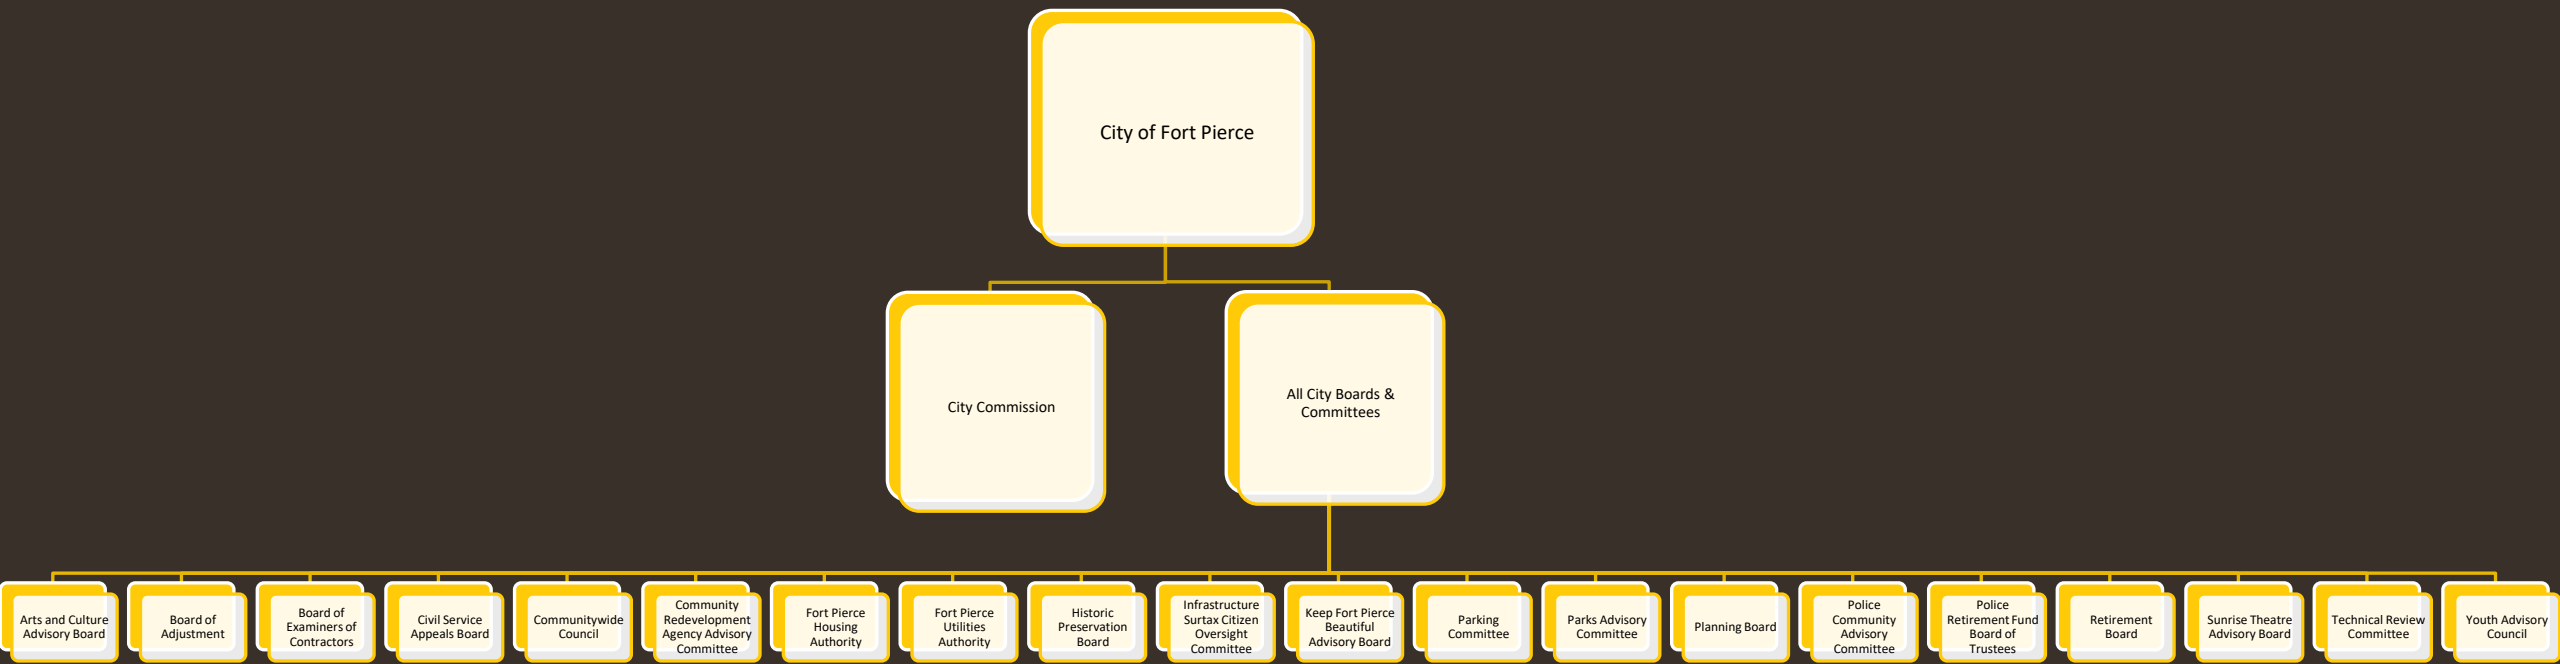 City of Fort Pierce
City Commission
All City Boards &
Committees
Arts and Culture
Advisory Board
Board of
Adjustment
Board of
Examiners of
Contractors
Civil Service
Appeals Board
Communitywide
Council
Community
Redevelopment
Agency Advisory
Committee
Fort Pierce
Housing
Authority
Fort Pierce
Utilities
Authority
Historic
Preservation
Board
Infrastructure
Surtax Citizen
Oversight
Committee
Keep Fort Pierce
Beautiful
Advisory Board
Parking
Committee
Parks Advisory
Committee
Planning Board
Police
Community
Advisory
Committee
Police
Retirement Fund
Board of
Trustees
Retirement
Board
Sunrise Theatre
Advisory Board
Technical Review
Committee
Youth Advisory
Council